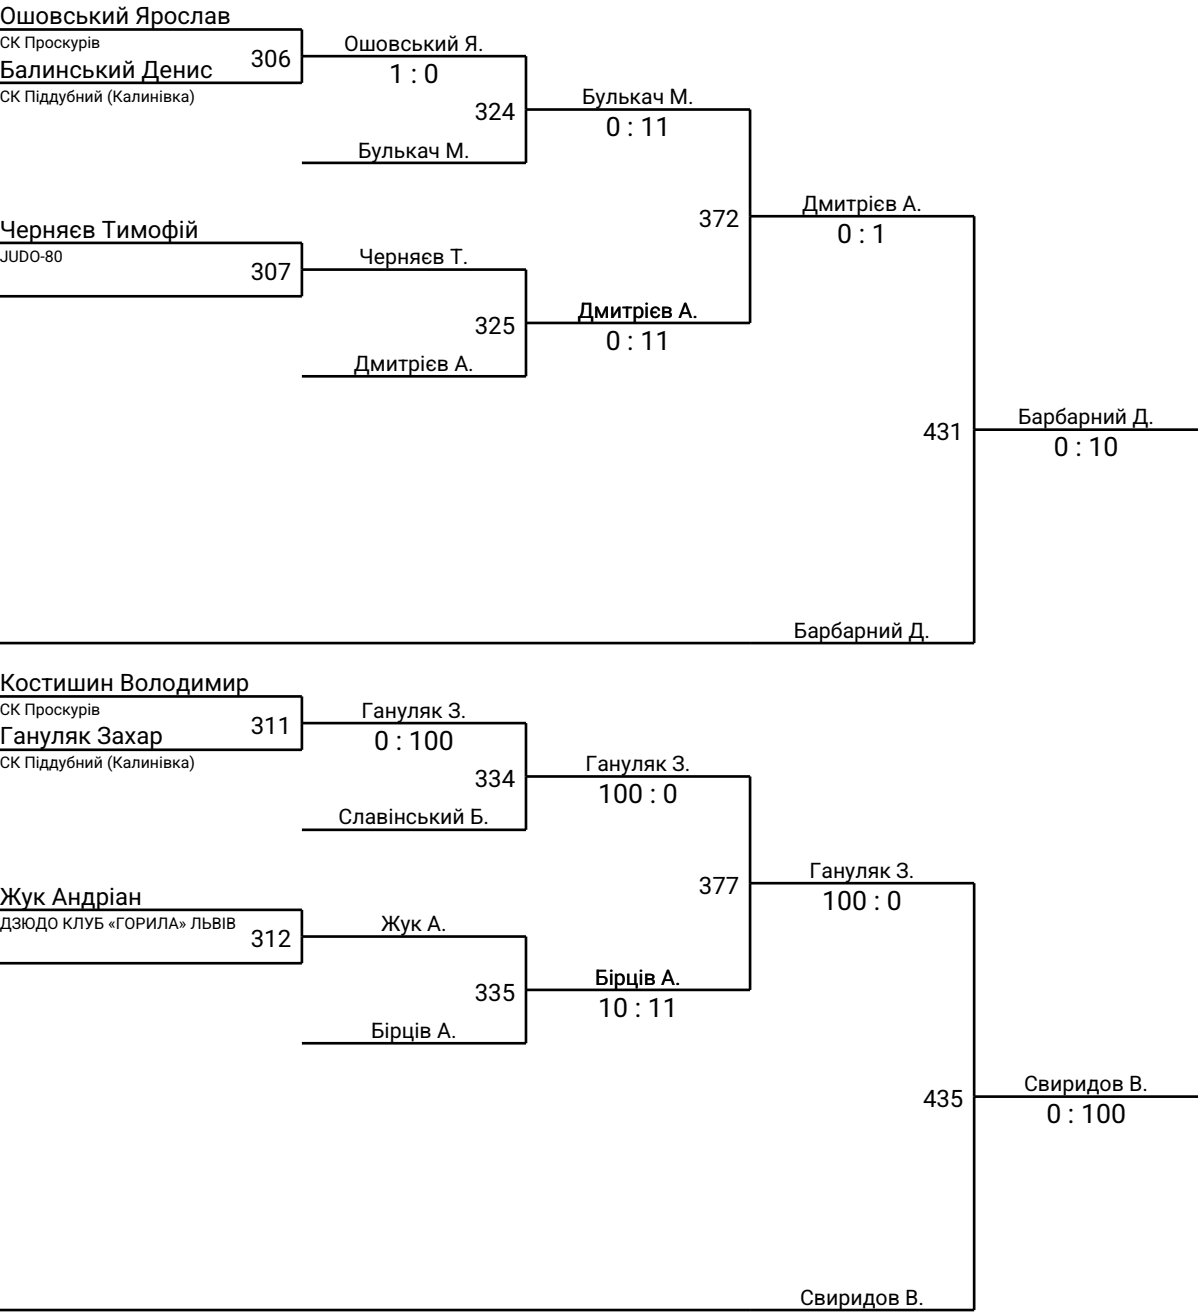 Ошовський Ярослав
СК Проскурів
306
Балинський Денис
СК Піддубний (Калинівка)
Ошовський Я.
1 : 0
324
Булькач М.
Булькач М.
0 : 11
372
Черняєв Тимофій
JUDO-80
307
Черняєв Т.
325
Дмитрієв А.
Дмитрієв А.
0 : 11
Дмитрієв А.
0 : 1
431
Барбарний Д.
Барбарний Д.
0 : 10
Костишин Володимир
СК Проскурів
311
Гануляк Захар
СК Піддубний (Калинівка)
Гануляк З.
0 : 100
334
Славінський Б.
Гануляк З.
100 : 0
377
Жук Андріан
ДЗЮДО КЛУБ «ГОРИЛА» ЛЬВІВ
312
Жук А.
335
Бірців А.
Бірців А.
10 : 11
Гануляк З.
100 : 0
435
Свиридов В.
Свиридов В.
0 : 100